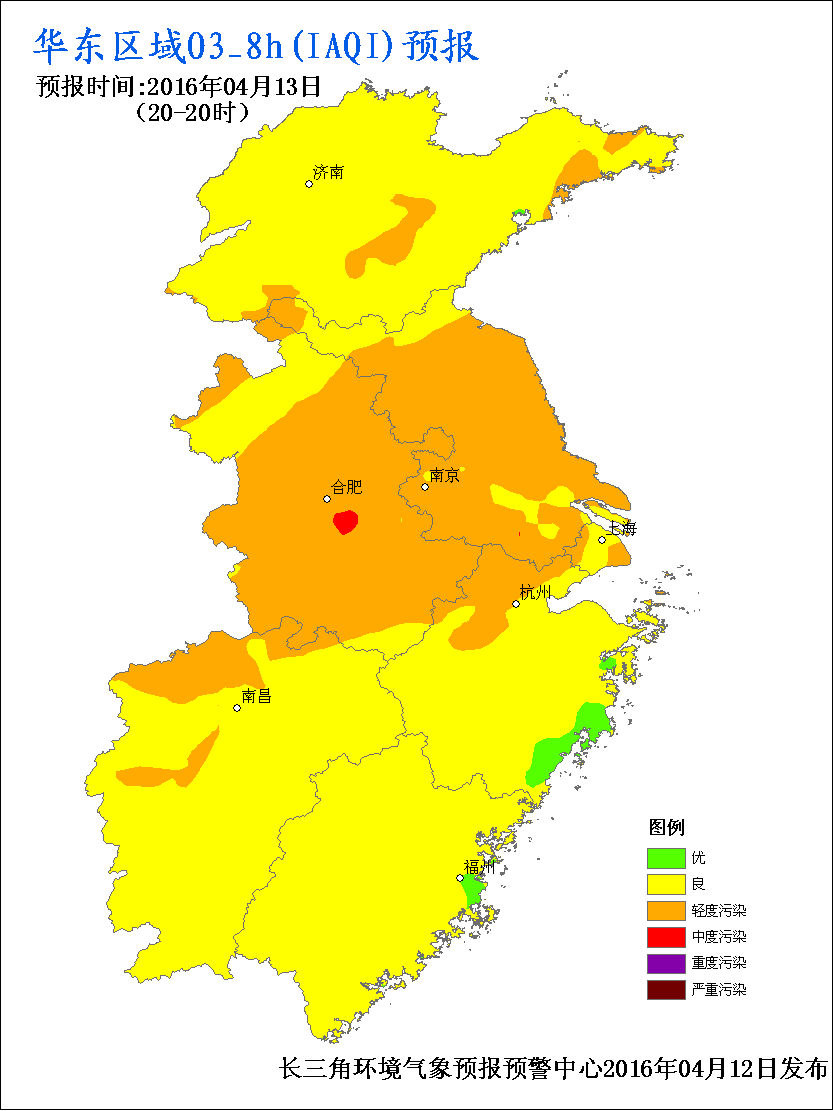 华东区域O3_8h(IAQI)预报
预报时间:2016年04月13日
(20-20时)
济南
合肥
南京
上海
杭州
南昌
福州
图例
优
良
轻度污染
中度污染
重度污染
严重污染
长三角环境气象预报预警中心2016年04月12日发布